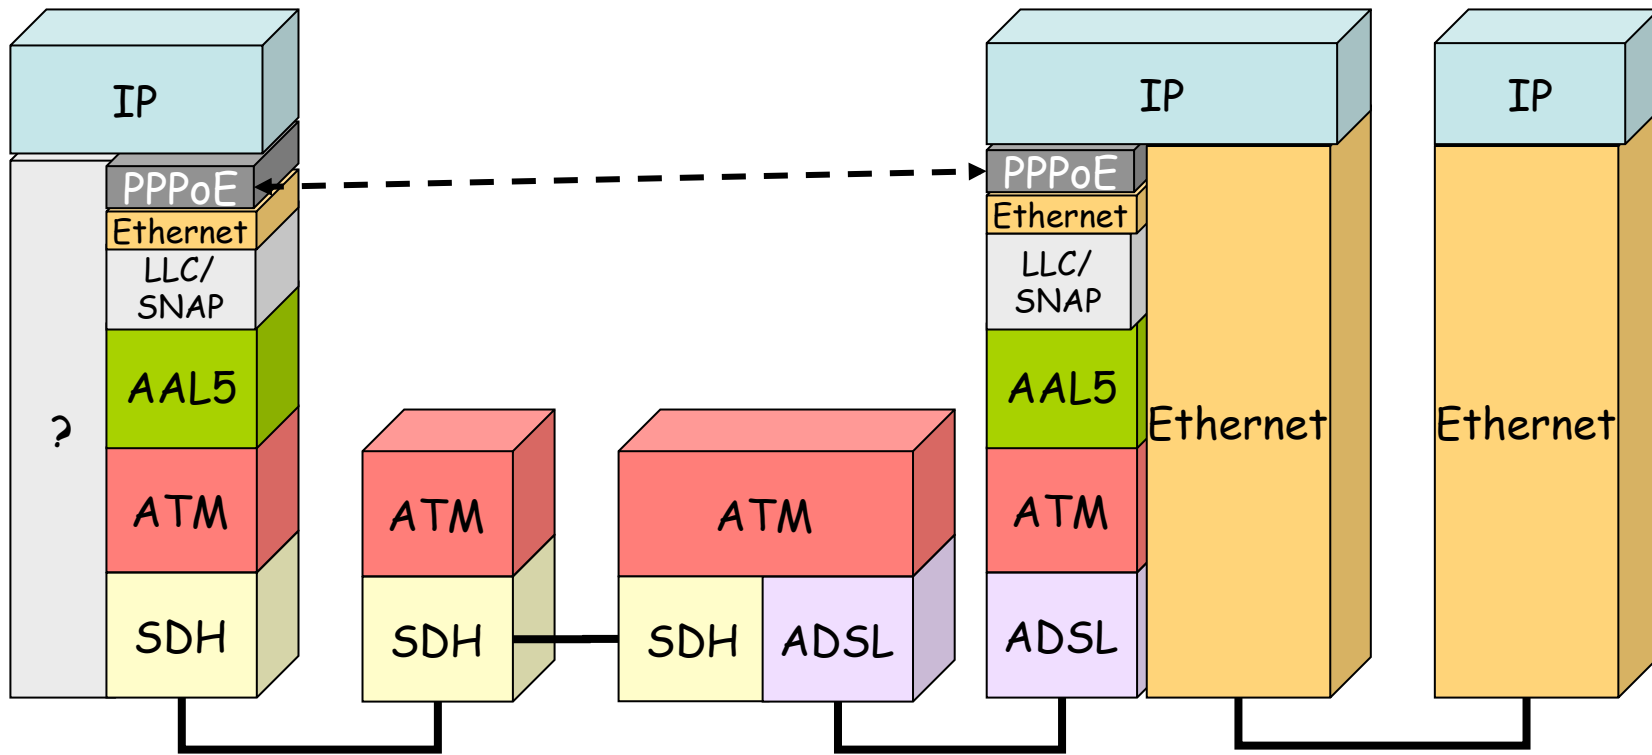 IP
PPPoE
Ethernet
LLC/
SNAP
AAL5
?
ATM
SDH
ATM
SDH
ATM
SDH
ADSL
IP
PPPoE
Ethernet
LLC/
SNAP
AAL5
ATM
ADSL
Ethernet
IP
Ethernet